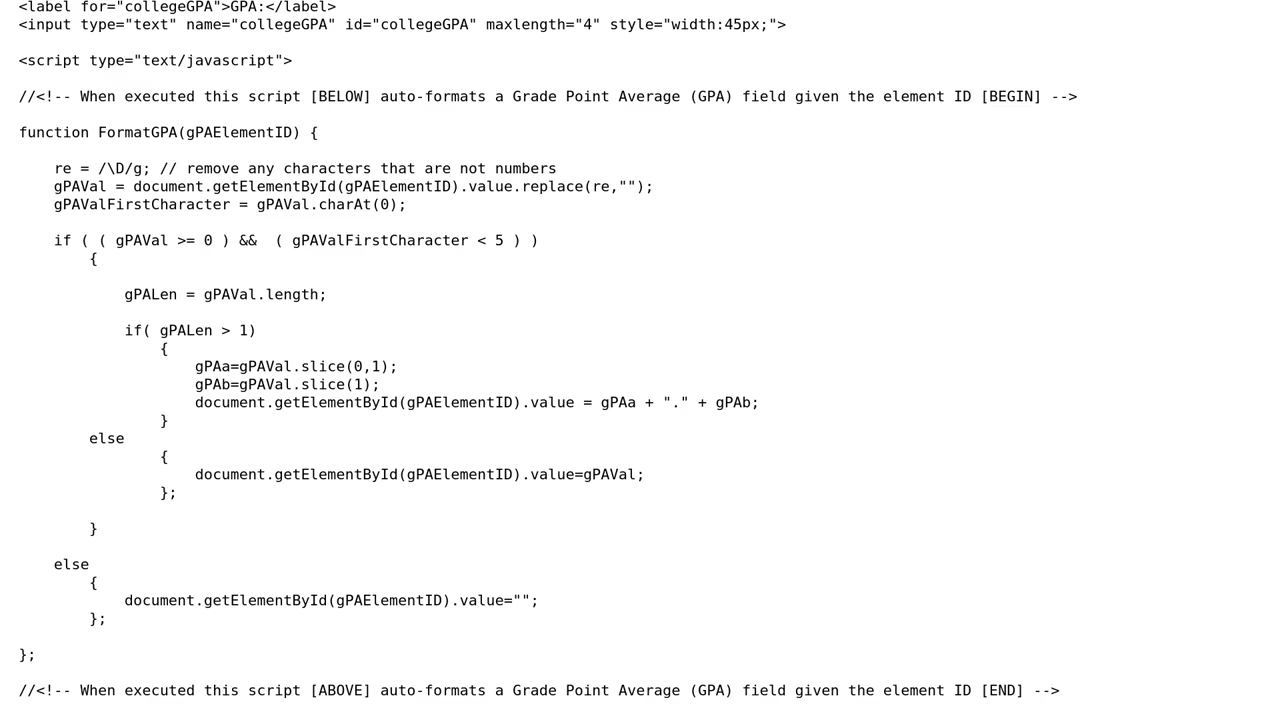 <label for="collegeGPA">GPA:</label>
<input type="text" name="collegeGPA" id="collegeGPA" maxlength="4" style="width:45px;">
<script type="text/javascript">
//<!-- When executed this script [BELOW] auto-formats a Grade Point Average (GPA) field given the element ID [BEGIN] -->
function FormatGPA(gPAElementID) {
re = /\D/g; // remove any characters that are not numbers
gPAVal = document.getElementById(gPAElementID).value.replace(re,"");
gPAValFirstCharacter = gPAVal.charAt(0);
if ( ( gPAVal >= 0 ) &&  ( gPAValFirstCharacter < 5 ) )
{
gPALen = gPAVal.length;
if( gPALen > 1)
{
gPAa=gPAVal.slice(0,1);
gPAb=gPAVal.slice(1);
document.getElementById(gPAElementID).value = gPAa + "." + gPAb;
}
else
{
document.getElementById(gPAElementID).value=gPAVal;
};
}
else
{
document.getElementById(gPAElementID).value="";
};
};
//<!-- When executed this script [ABOVE] auto-formats a Grade Point Average (GPA) field given the element ID [END] -->